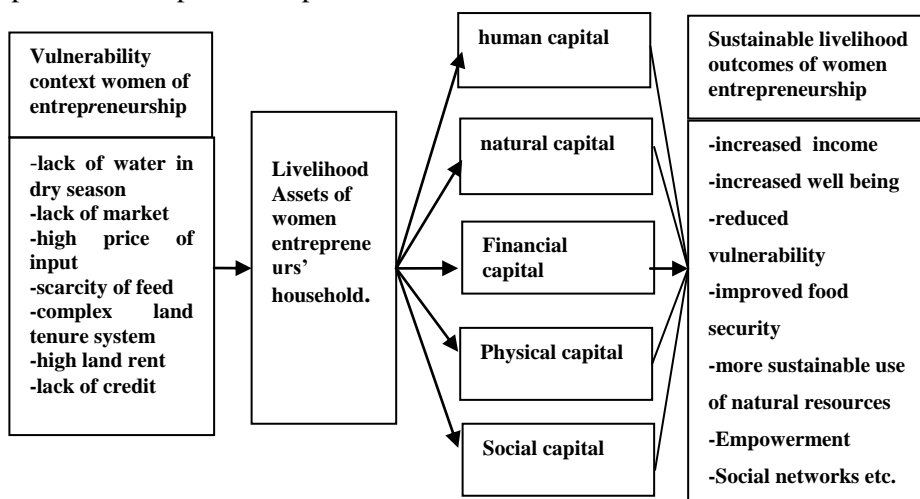 Vulnerability
context women of
entrepreneurship
-lack of water in
dry season
-lack of market
-high price of
input
-scarcity of feed
-complex land
tenure system
-high land rent
-lack of credit
Livelihood
Assets of
women
entreprene
urs’
household.
human capital
natural capital
Financial
capital
Physical capital
Social capital
Sustainable livelihood
outcomes of women
entrepreneurship
-increased income
-increased well being
-reduced
vulnerability
-improved food
security
-more sustainable use
of natural resources
-Empowerment
-Social networks etc.